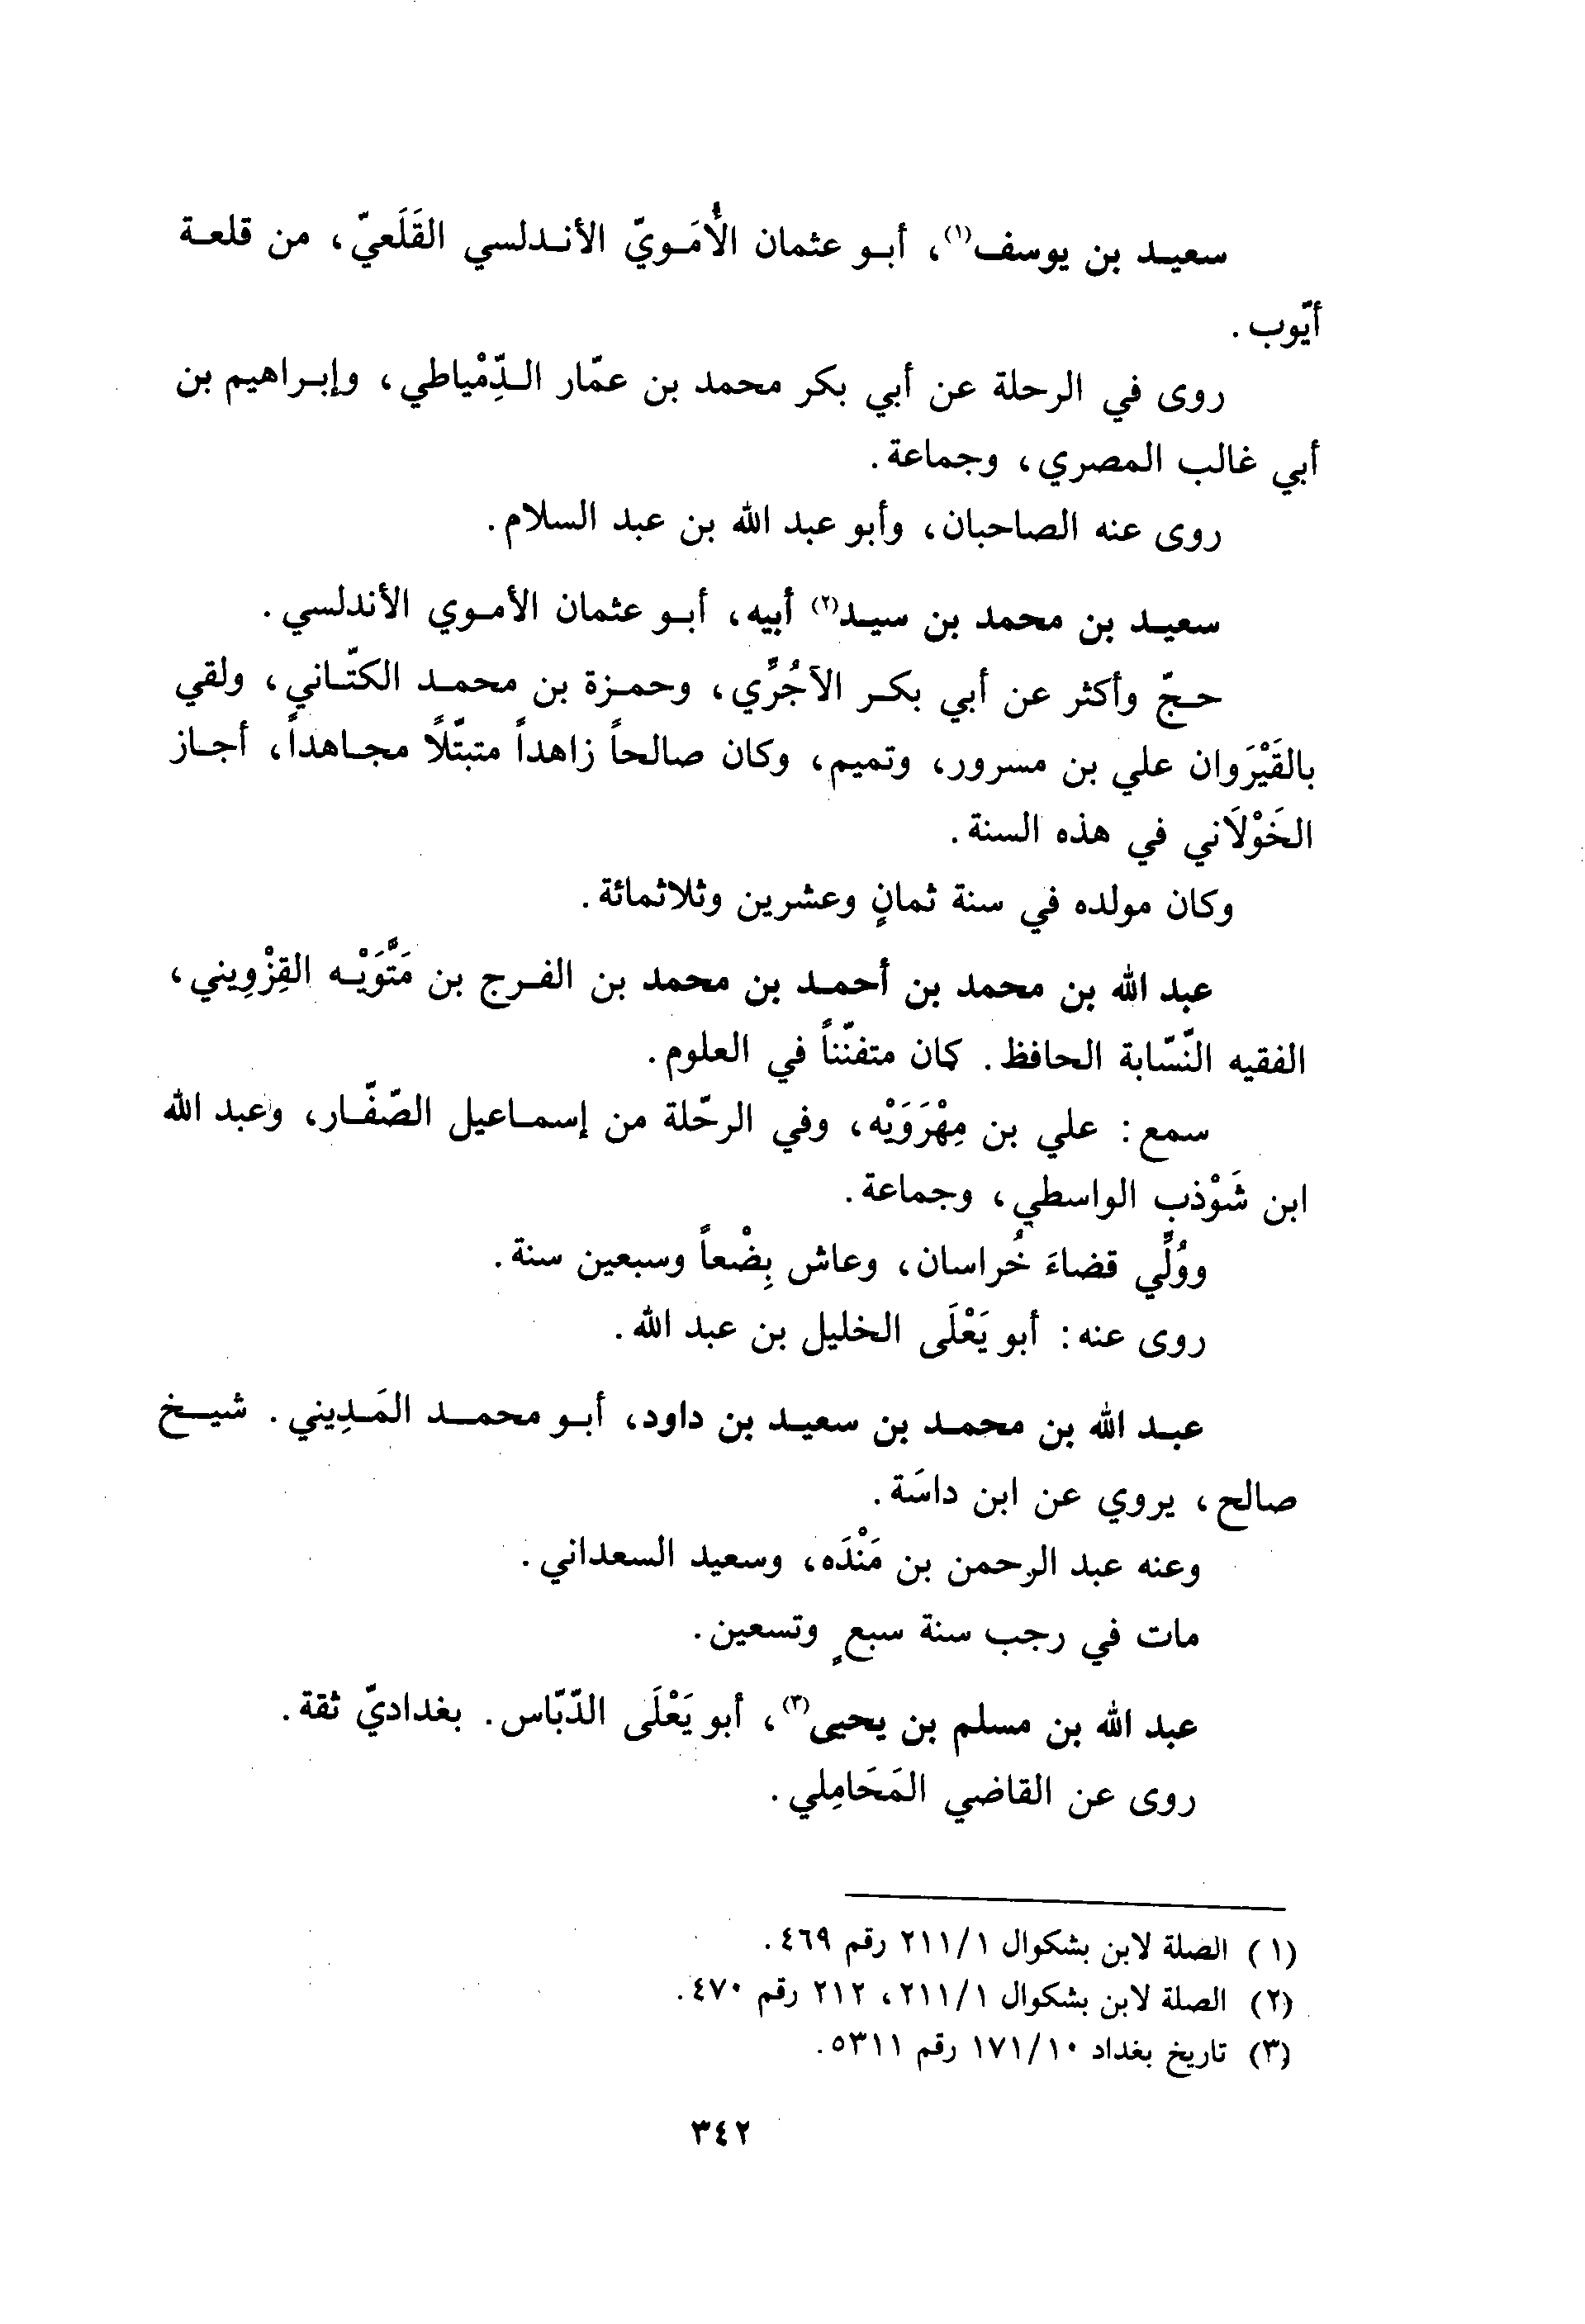 سعيد بن يوسف(١)، أبو عثمان الأُمَويّ الأندلسي القَلَعيّ، من قلعة
أيّوب.
روى في الرحلة عن أبي بكر محمد بن عمّار الدِّمْياطي، وإبراهيم بن
أبي غالب المصري، وجماعة.
روى عنه الصاحبان، وأبو عبد الله بن عبد السلام.
سعيد بن محمد بن سيد(٢) أبيه، أبو عثمان الأموي الأندلسي.
حجّ وأكثر عن أبي بكر الآجُرِّي، وحمزة بن محمد الكتّاني، ولقي
بالقَيْرَوان علي بن مسرور، وتميم، وكان صالحاً زاهداً متبتّلًا مجاهداً، أجاز
الخَوْلَاني في هذه السنة.
وكان مولده في سنة ثمانٍ وعشرين وثلاثمائة.
عبد الله بن محمد بن أحمد بن محمد بن الفرج بن مَتَّوَيْه القِزْوِيني،
الفقيه النّسّابة الحافظ. كان متفنّناً في العلوم.
سمع: علي بن مِهْرَوَيْه، وفي الرحّلة من إسماعيل الصّفّار، وعبد الله
ابن شَوْذب الواسطي، وجماعة.
ووُلِّي قضاءَ خُراسان، وعاش بِضْعاً وسبعين سنة.
روى عنه: أبو يَعْلَى الخليل بن عبد الله.
عبد الله بن محمد بن سعيد بن داود، أبو محمد المَدِيني. شيخ
صالح، يروي عن ابن داسَة.
وعنه عبد الرحمن بن مَنْدَه، وسعيد السعداني.
مات في رجب سنة سبعٍ وتسعين.
عبد الله بن مسلم بن يحيى(٣)، أبو يَعْلَى الدّبّاس. بغداديّ ثقة.
روى عن القاضي المَحَامِلي.
(١) الصلة لابن بشكوال ٢١١/١ رقم ٤٦٩.
(٢) الصلة لابن بشكوال ٢١١/١، ٢١٢ رقم ٤٧٠.
(٣) تاريخ بغداد ١٧١/١٠ رقم ٥٣١١.
٣٤٢